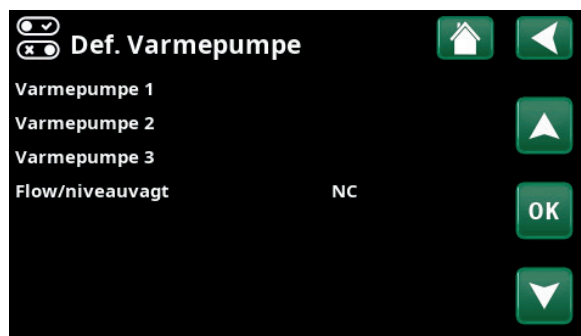 Def. Varmepumpe
Varmepumpe 1
Varmepumpe 2
Varmepumpe 3
Flow/niveauvagt NC
OK